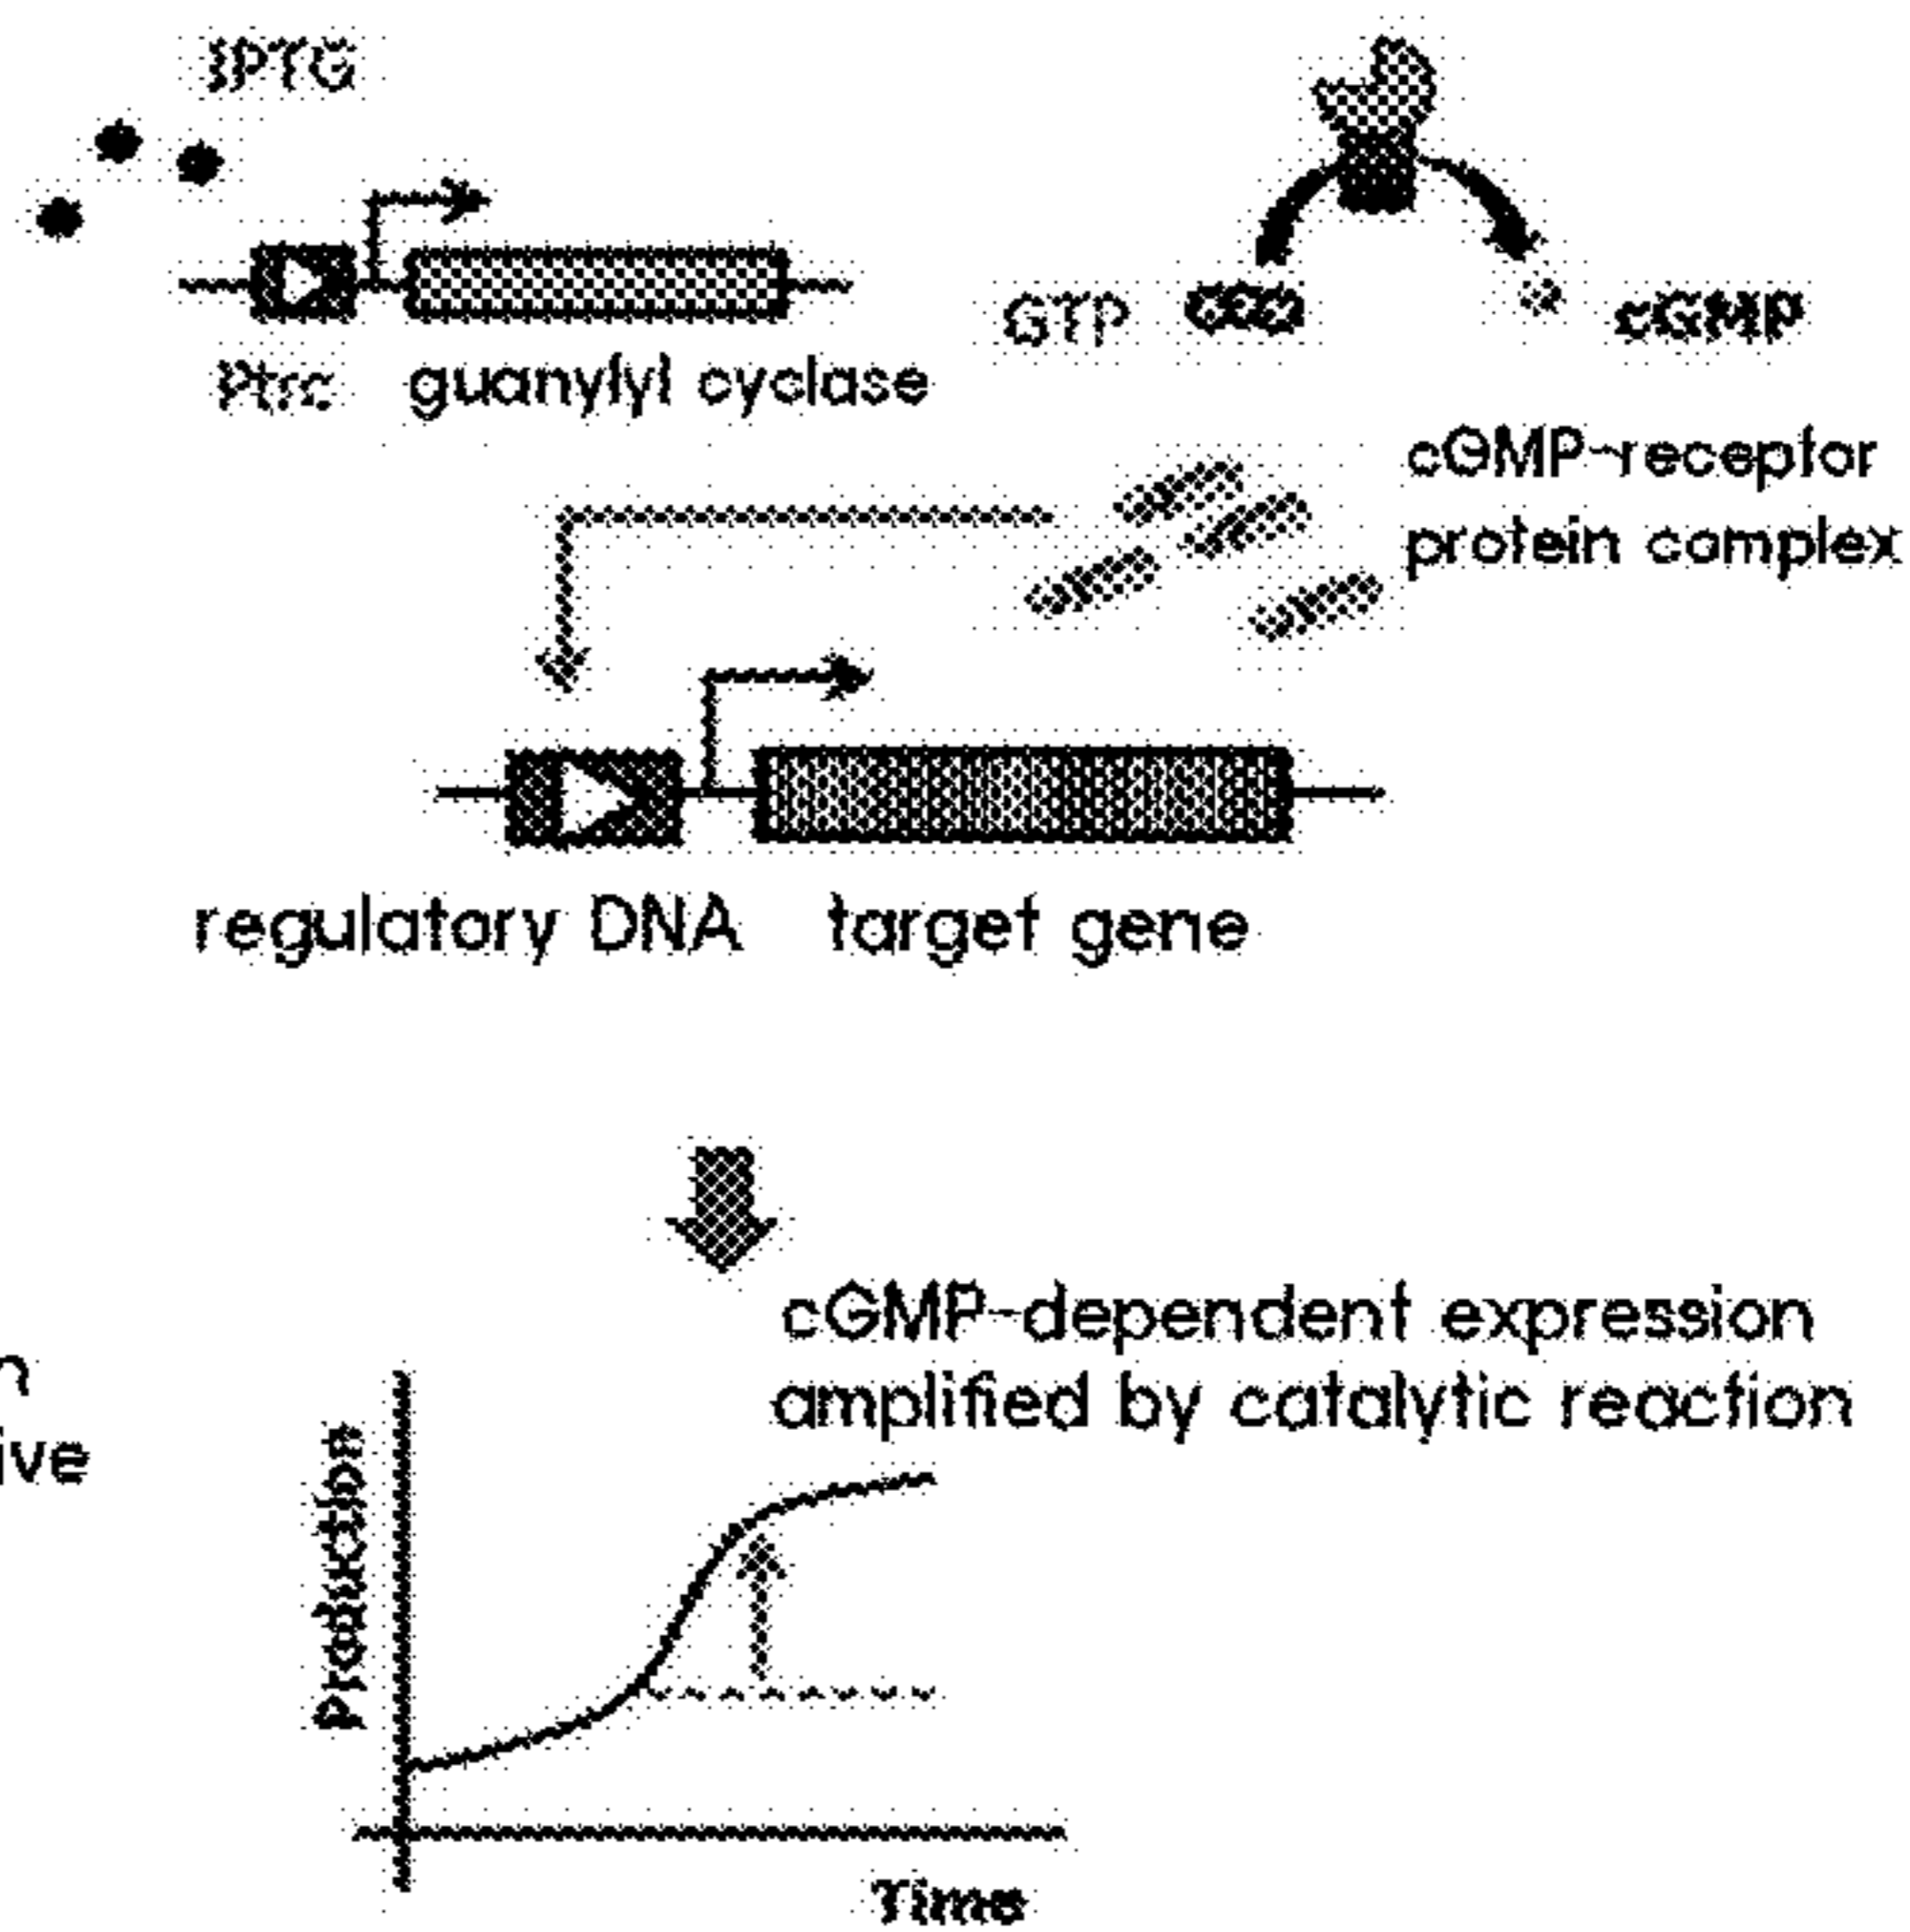 IPTG
Ptrc guanylyl cyclase
GTP cGMP
cGMP-receptor
protein complex
regulatory DNA target gene
cGMP-dependent expression
amplified by catalytic reaction
ive
production
Time